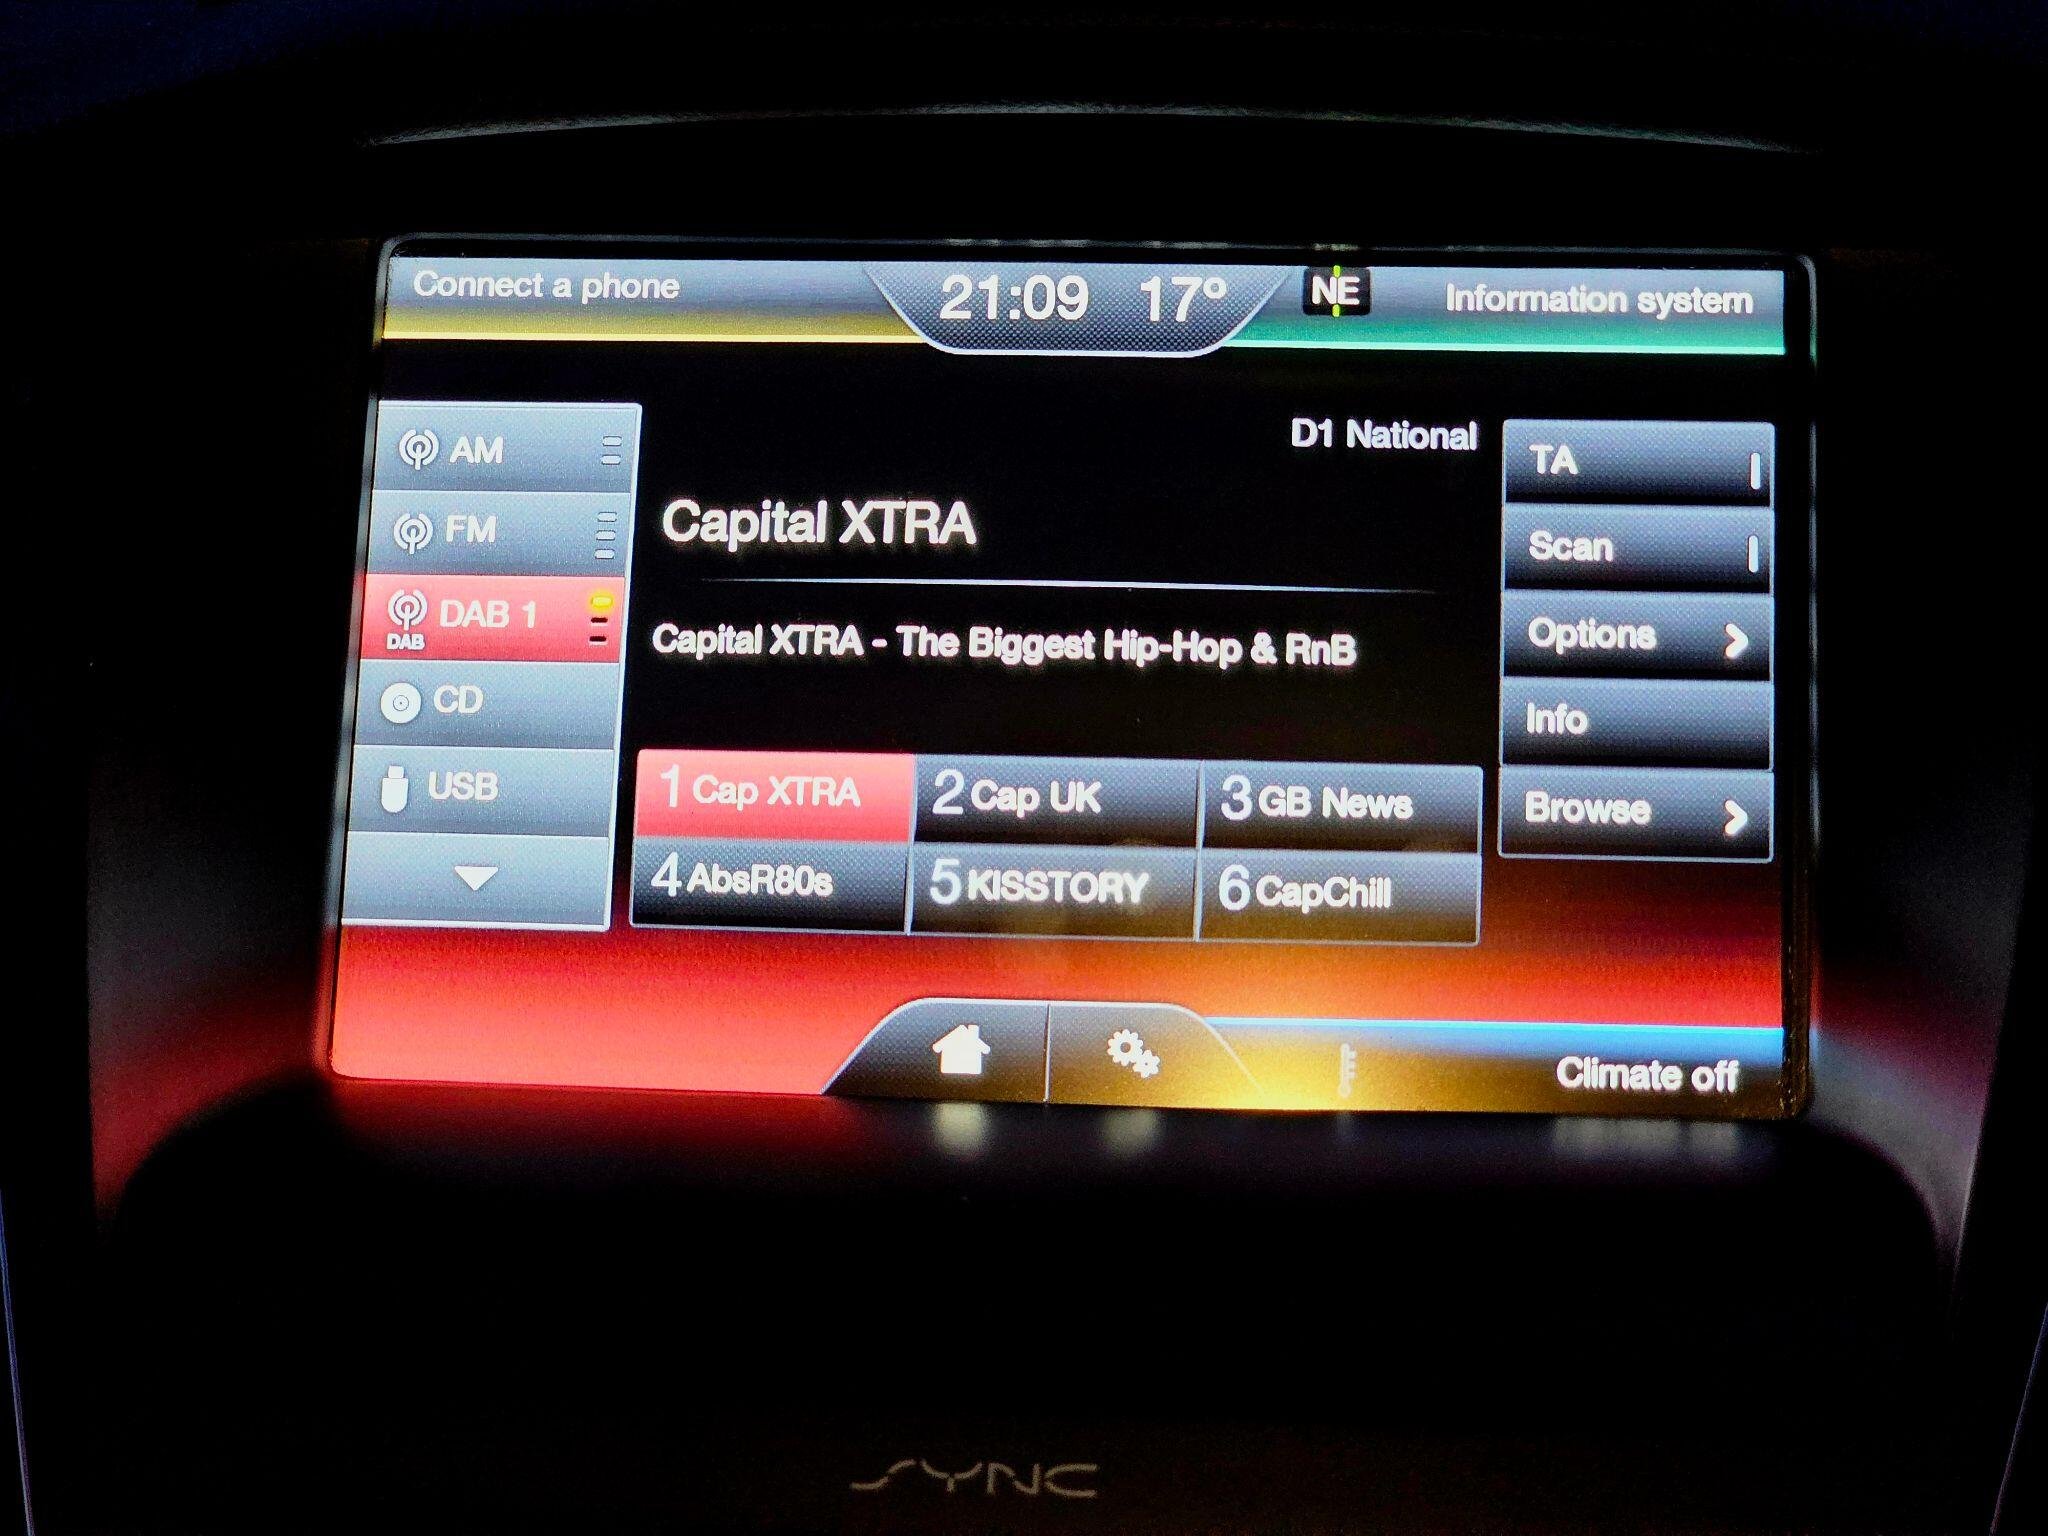 Connect a phone
21:09 17°
NE
Information system
AM
FM
DAB 1
DAB
CD
USB
D1 National
Capital XTRA
Capital XTRA - The Biggest Hip-Hop & RnB
1 Cap XTRA
2 Cap UK
3 GB News
4 AbsR80s
5 KISSTORY
6 CapChill
TA
Scan
Options
Info
Browse
Climate off
SYNC